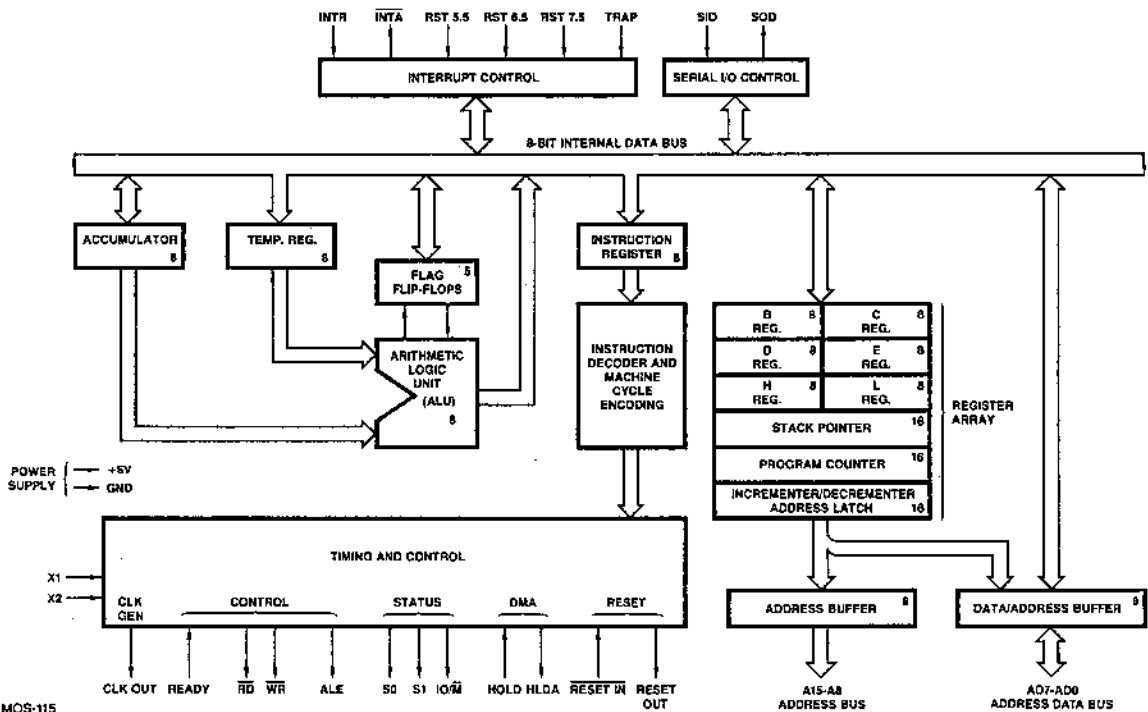 INTR INTA RST 5.5 RST 6.5 RST 7.5 TRAP SID SOD
INTERRUPT CONTROL SERIAL I/O CONTROL
8-BIT INTERNAL DATA BUS
ACCUMULATOR
8
TEMP. REG.
8
FLAG
FLIP-FLOPS
5
INSTRUCTION
REGISTER
8
ARITHMETIC
LOGIC
UNIT
(ALU)
8
INSTRUCTION
DECODER AND
MACHINE
CYCLE
ENCODING
B 8 C 8
REG. REG.
D 8 E 8
REG. REG.
H 8 L 8
REG. REG.
STACK POINTER 16
PROGRAM COUNTER 16
INCREMENTER/DECREMENTER
ADDRESS LATCH 16
REGISTER
ARRAY
POWER
SUPPLY
+5V
GND
TIMING AND CONTROL
X1
X2
CLK
GEN
CONTROL STATUS DMA RESET
ADDRESS BUFFER 8
DATA/ADDRESS BUFFER 8
CLK OUT READY RD WR ALE S0 S1 IO/M HOLD HLDA RESET IN RESET
OUT
A15-A8
ADDRESS BUS
AD7-AD0
ADDRESS DATA BUS
MOS-115